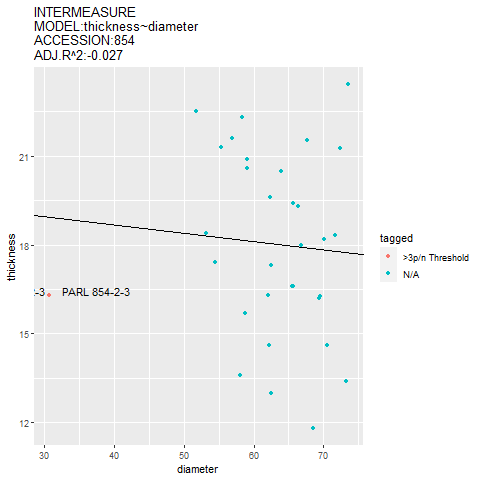 INTERMEASURE
MODEL:thickness~diameter
ACCESSION:854
ADJ.R^2:-0.027
21
18
15
12
thickness
-3
PARL 854-2-3
30
40
50
60
70
diameter
tagged
>3p/n Threshold
N/A